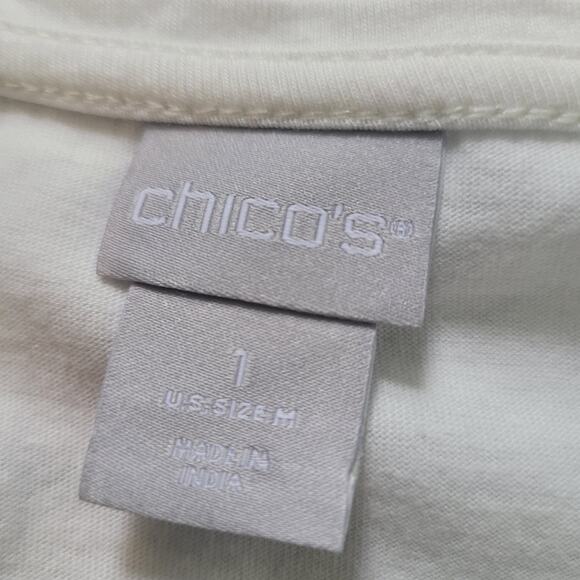 chico's®
1
U.S. SIZE M
MADE IN
INDIA